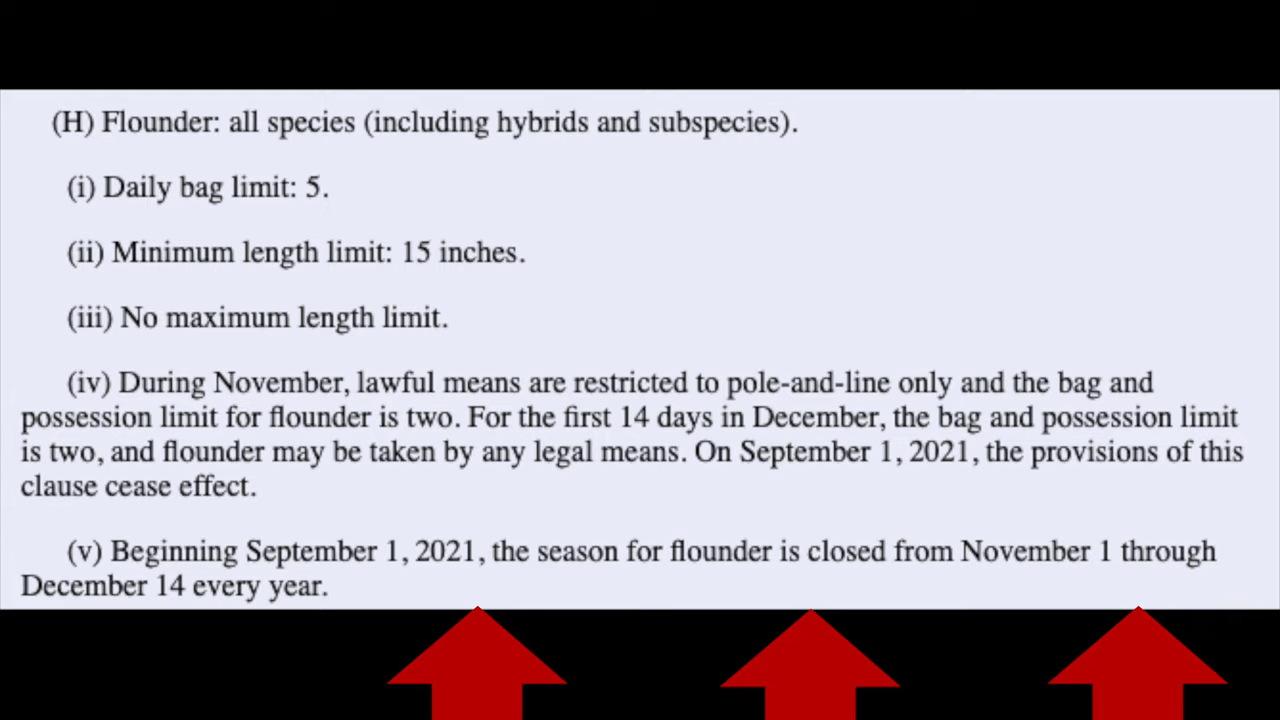 (H) Flounder: all species (including hybrids and subspecies).
(i) Daily bag limit: 5.
(ii) Minimum length limit: 15 inches.
(iii) No maximum length limit.
(iv) During November, lawful means are restricted to pole-and-line only and the bag and
possession limit for flounder is two. For the first 14 days in December, the bag and possession limit
is two, and flounder may be taken by any legal means. On September 1, 2021, the provisions of this
clause cease effect.
(v) Beginning September 1, 2021, the season for flounder is closed from November 1 through
December 14 every year.